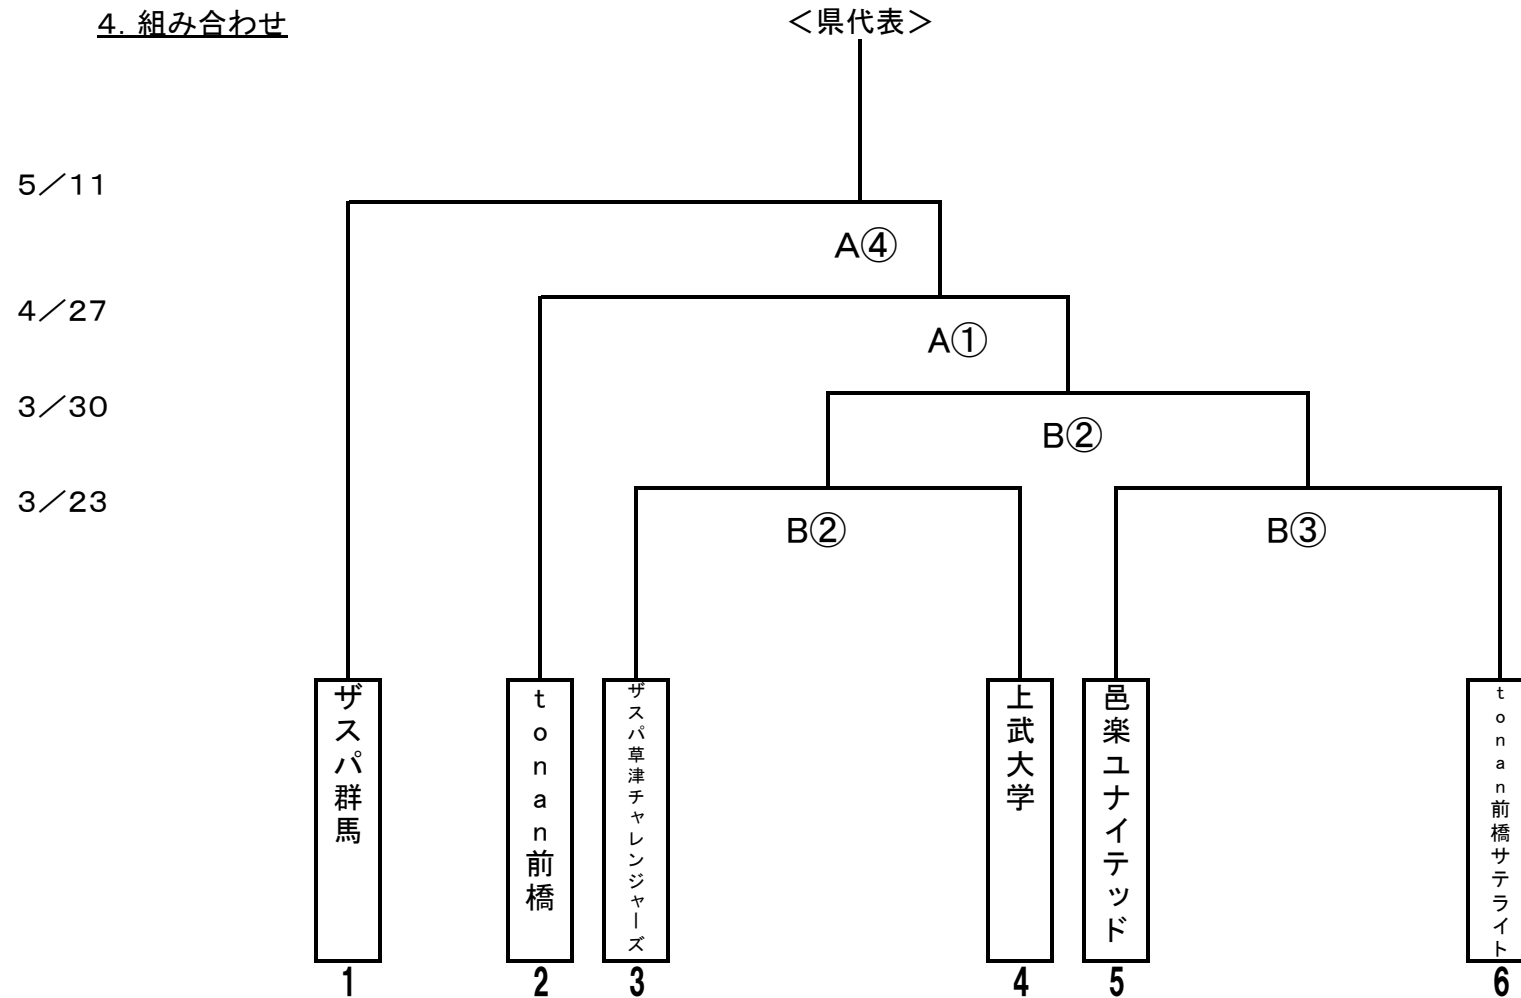 ４．組み合わせ
＜県代表＞
５／１１
A④
４／２７
A①
３／３０
B②
３／２３
B②
B③
ザスパ群馬
ｔｏｎａｎ前橋
ザスパ草津チャレンジャーズ
上武大学
邑楽ユナイテッド
ｔｏｎａｎ前橋サテライト
1
2
3
4
5
6